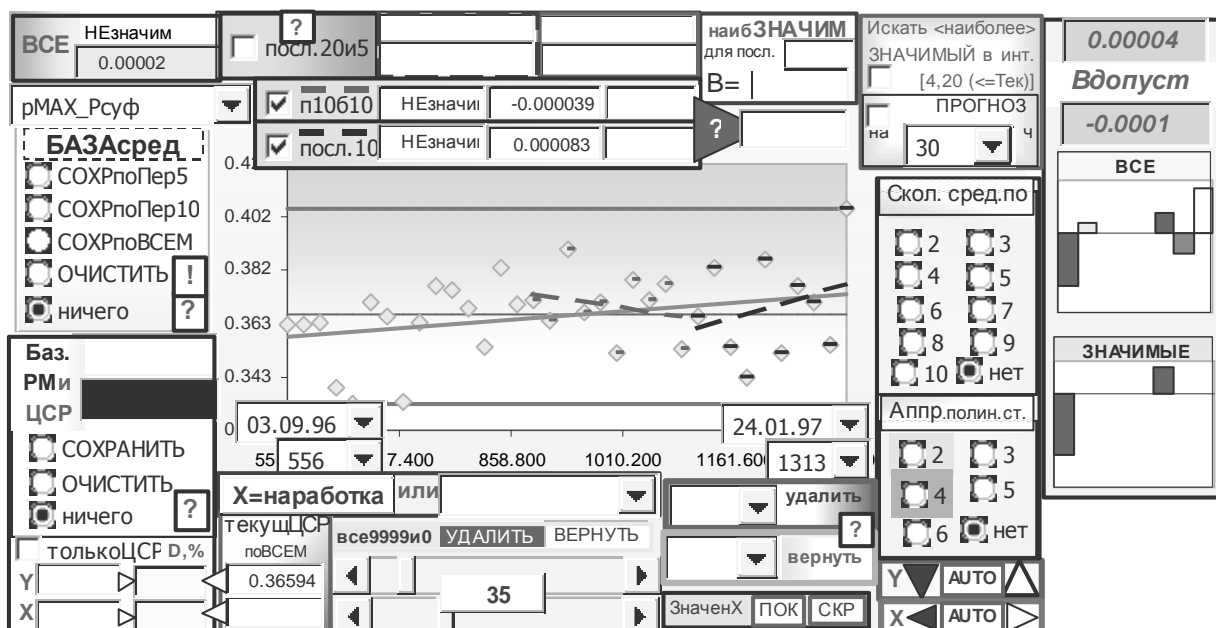 ВСЕ
НЕзначим
0.00002
?
посл.20и5
наибЗНАЧИМ
для посл.
В=
Искать <наиболее>
ЗНАЧИМЫЙ в инт.
[4,20 (<=Тек)]
ПРОГНОЗ
на
30
ч
0.00004
Вдопуст
-0.0001
рМАХ_Рсуф
п10б10
НЕзначи
-0.000039
посл.10
НЕзначи
0.000083
?
БАЗАсред
СОХРпоПер5
СОХРпоПер10
СОХРпоВСЕМ
ОЧИСТИТЬ
!
ничего
?
0.402
0.382
0.363
0.343
0
03.09.96
24.01.97
55
556
7.400
858.800
1010.200
1161.60
1313
Скол. сред.по
2
3
4
5
6
7
8
9
10
нет
ВСЕ
ЗНАЧИМЫЕ
Баз.
РМи
ЦСР
СОХРАНИТЬ
ОЧИСТИТЬ
ничего
?
Аппр.полин.ст.
2
3
4
5
6
нет
Х=наработка
или
удалить
?
вернуть
толькоЦСР
D,%
Y
X
текущЦСР
поВСЕМ
0.36594
все9999и0
УДАЛИТЬ
ВЕРНУТЬ
35
ЗначенХ
ПОК
СКР
Y
AUTO
X
AUTO